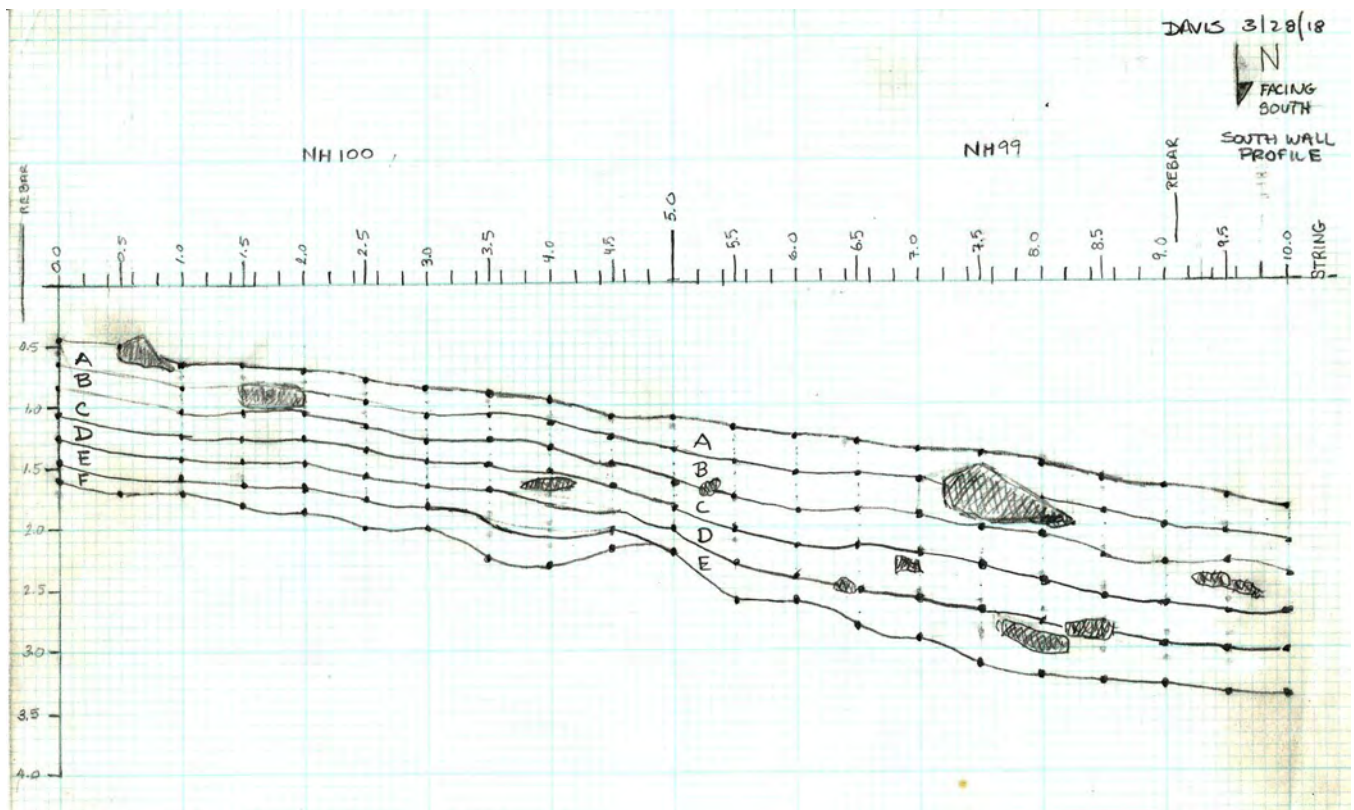 DAVIS 3/28/18
N
FACING
SOUTH
SOUTH WALL
PROFILE
NH100
NH99
REBAR
REBAR
0.0 0.5 1.0 1.5 2.0 2.5 3.0 3.5 4.0 4.5 5.0 5.5 6.0 6.5 7.0 7.5 8.0 8.5 9.0 9.5 10.0
STRING
0.5
1.0
1.5
2.0
2.5
3.0
3.5
4.0
A
B
C
D
E
F
A
B
C
D
E